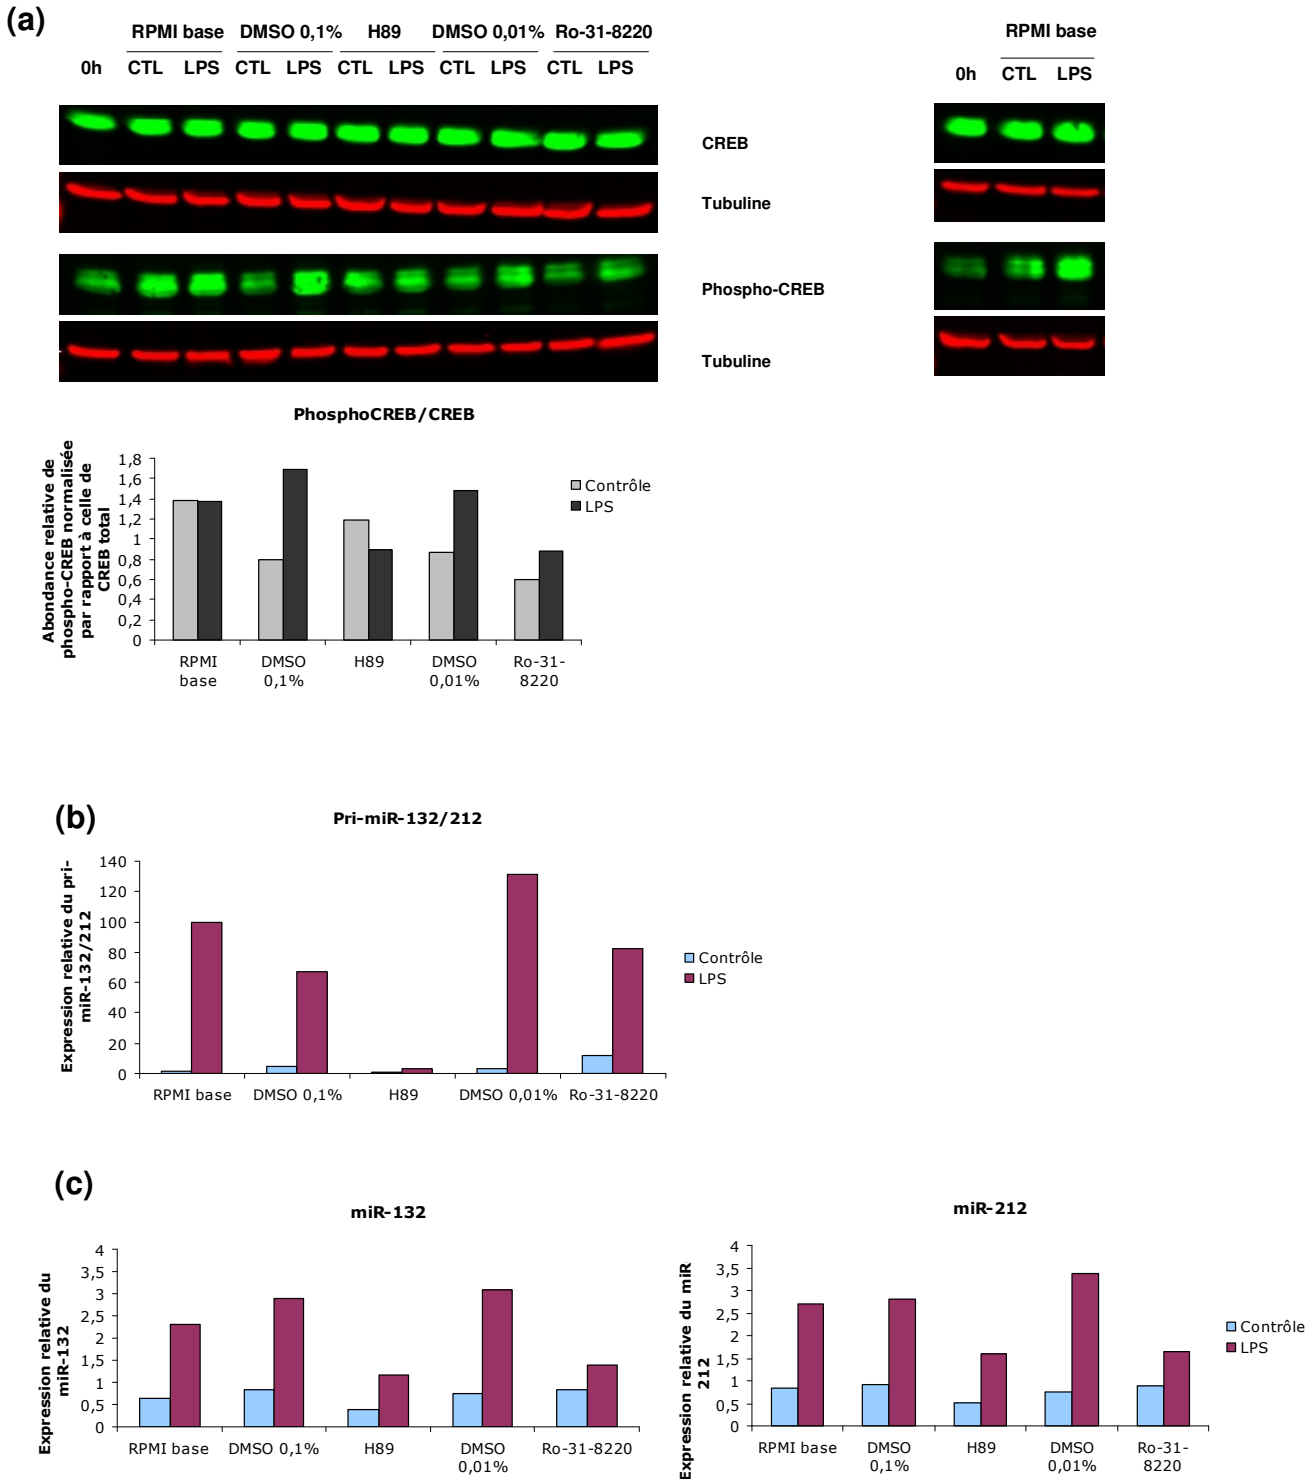 (a)
RPMI base DMSO 0,1% H89 DMSO 0,01% Ro-31-8220
0h CTL LPS CTL LPS CTL LPS CTL LPS CTL LPS
RPMI base
0h CTL LPS
CREB
Tubuline
Phospho-CREB
Tubuline
PhosphoCREB/CREB
Abondance relative de
phospho-CREB normalisée
par rapport à celle de
CREB total
1,8
1,6
1,4
1,2
1
0,8
0,6
0,4
0,2
0
Contrôle
LPS
RPMI
base
DMSO
0,1%
H89
DMSO
0,01%
Ro-31-
8220
(b)
Pri-miR-132/212
Expression relative du pri-
miR-132/212
140
120
100
80
60
40
20
0
Contrôle
LPS
RPMI base DMSO 0,1% H89 DMSO 0,01% Ro-31-8220
(c)
miR-132
Expression relative du
miR-132
4
3,5
3
2,5
2
1,5
1
0,5
0
RPMI base DMSO 0,1% H89 DMSO
0,01%
Ro-31-8220
miR-212
Expression relative du miR
212
4
3,5
3
2,5
2
1,5
1
0,5
0
RPMI base DMSO
0,1%
H89 DMSO
0,01%
Ro-31-
8220
Contrôle
LPS